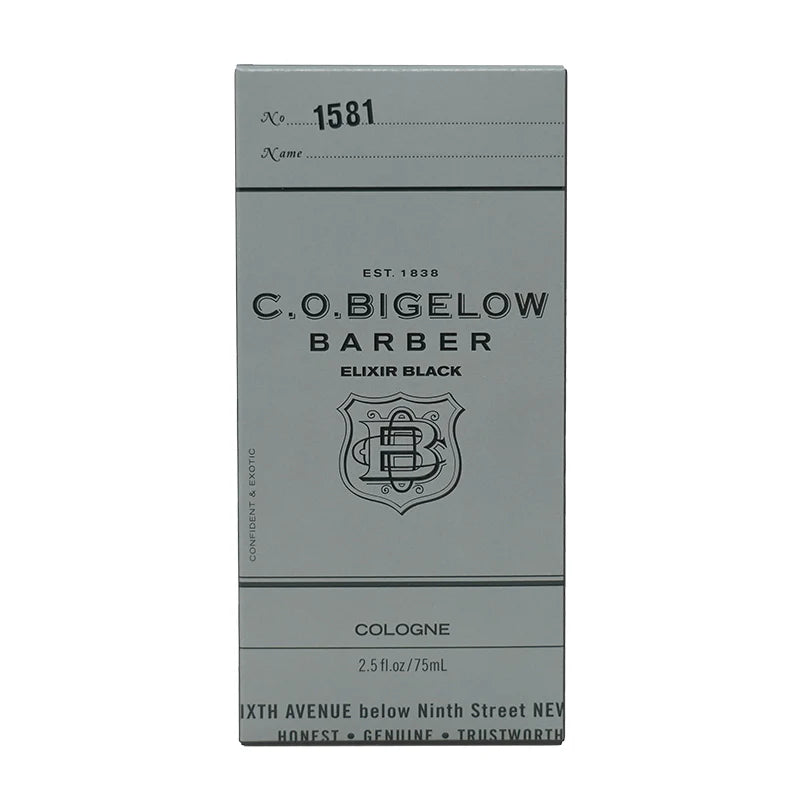 No 1581
Name
EST. 1838
C.O.BIGELOW
BARBER
ELIXIR BLACK
COB
CONFIDENT & EXOTIC
COLOGNE
2.5 fl.oz/75mL
IXTH AVENUE below Ninth Street NEV
HONEST • GENUINE • TRUSTWORTH